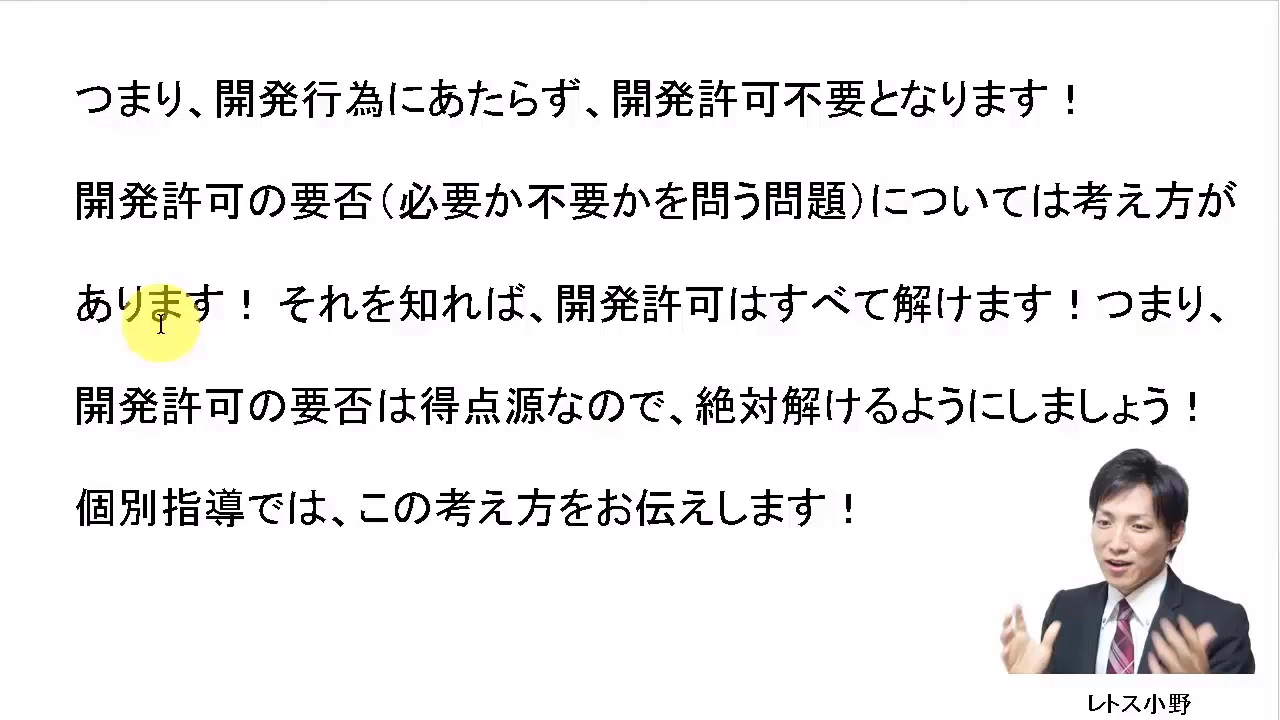 つまり、開発行為にあたらず、開発許可不要となります！
開発許可の要否（必要か不要かを問う問題）については考え方が
あります！ それを知れば、開発許可はすべて解けます！つまり、
開発許可の要否は得点源なので、絶対解けるようにしましょう！
個別指導では、この考え方をお伝えします！
レトス小野